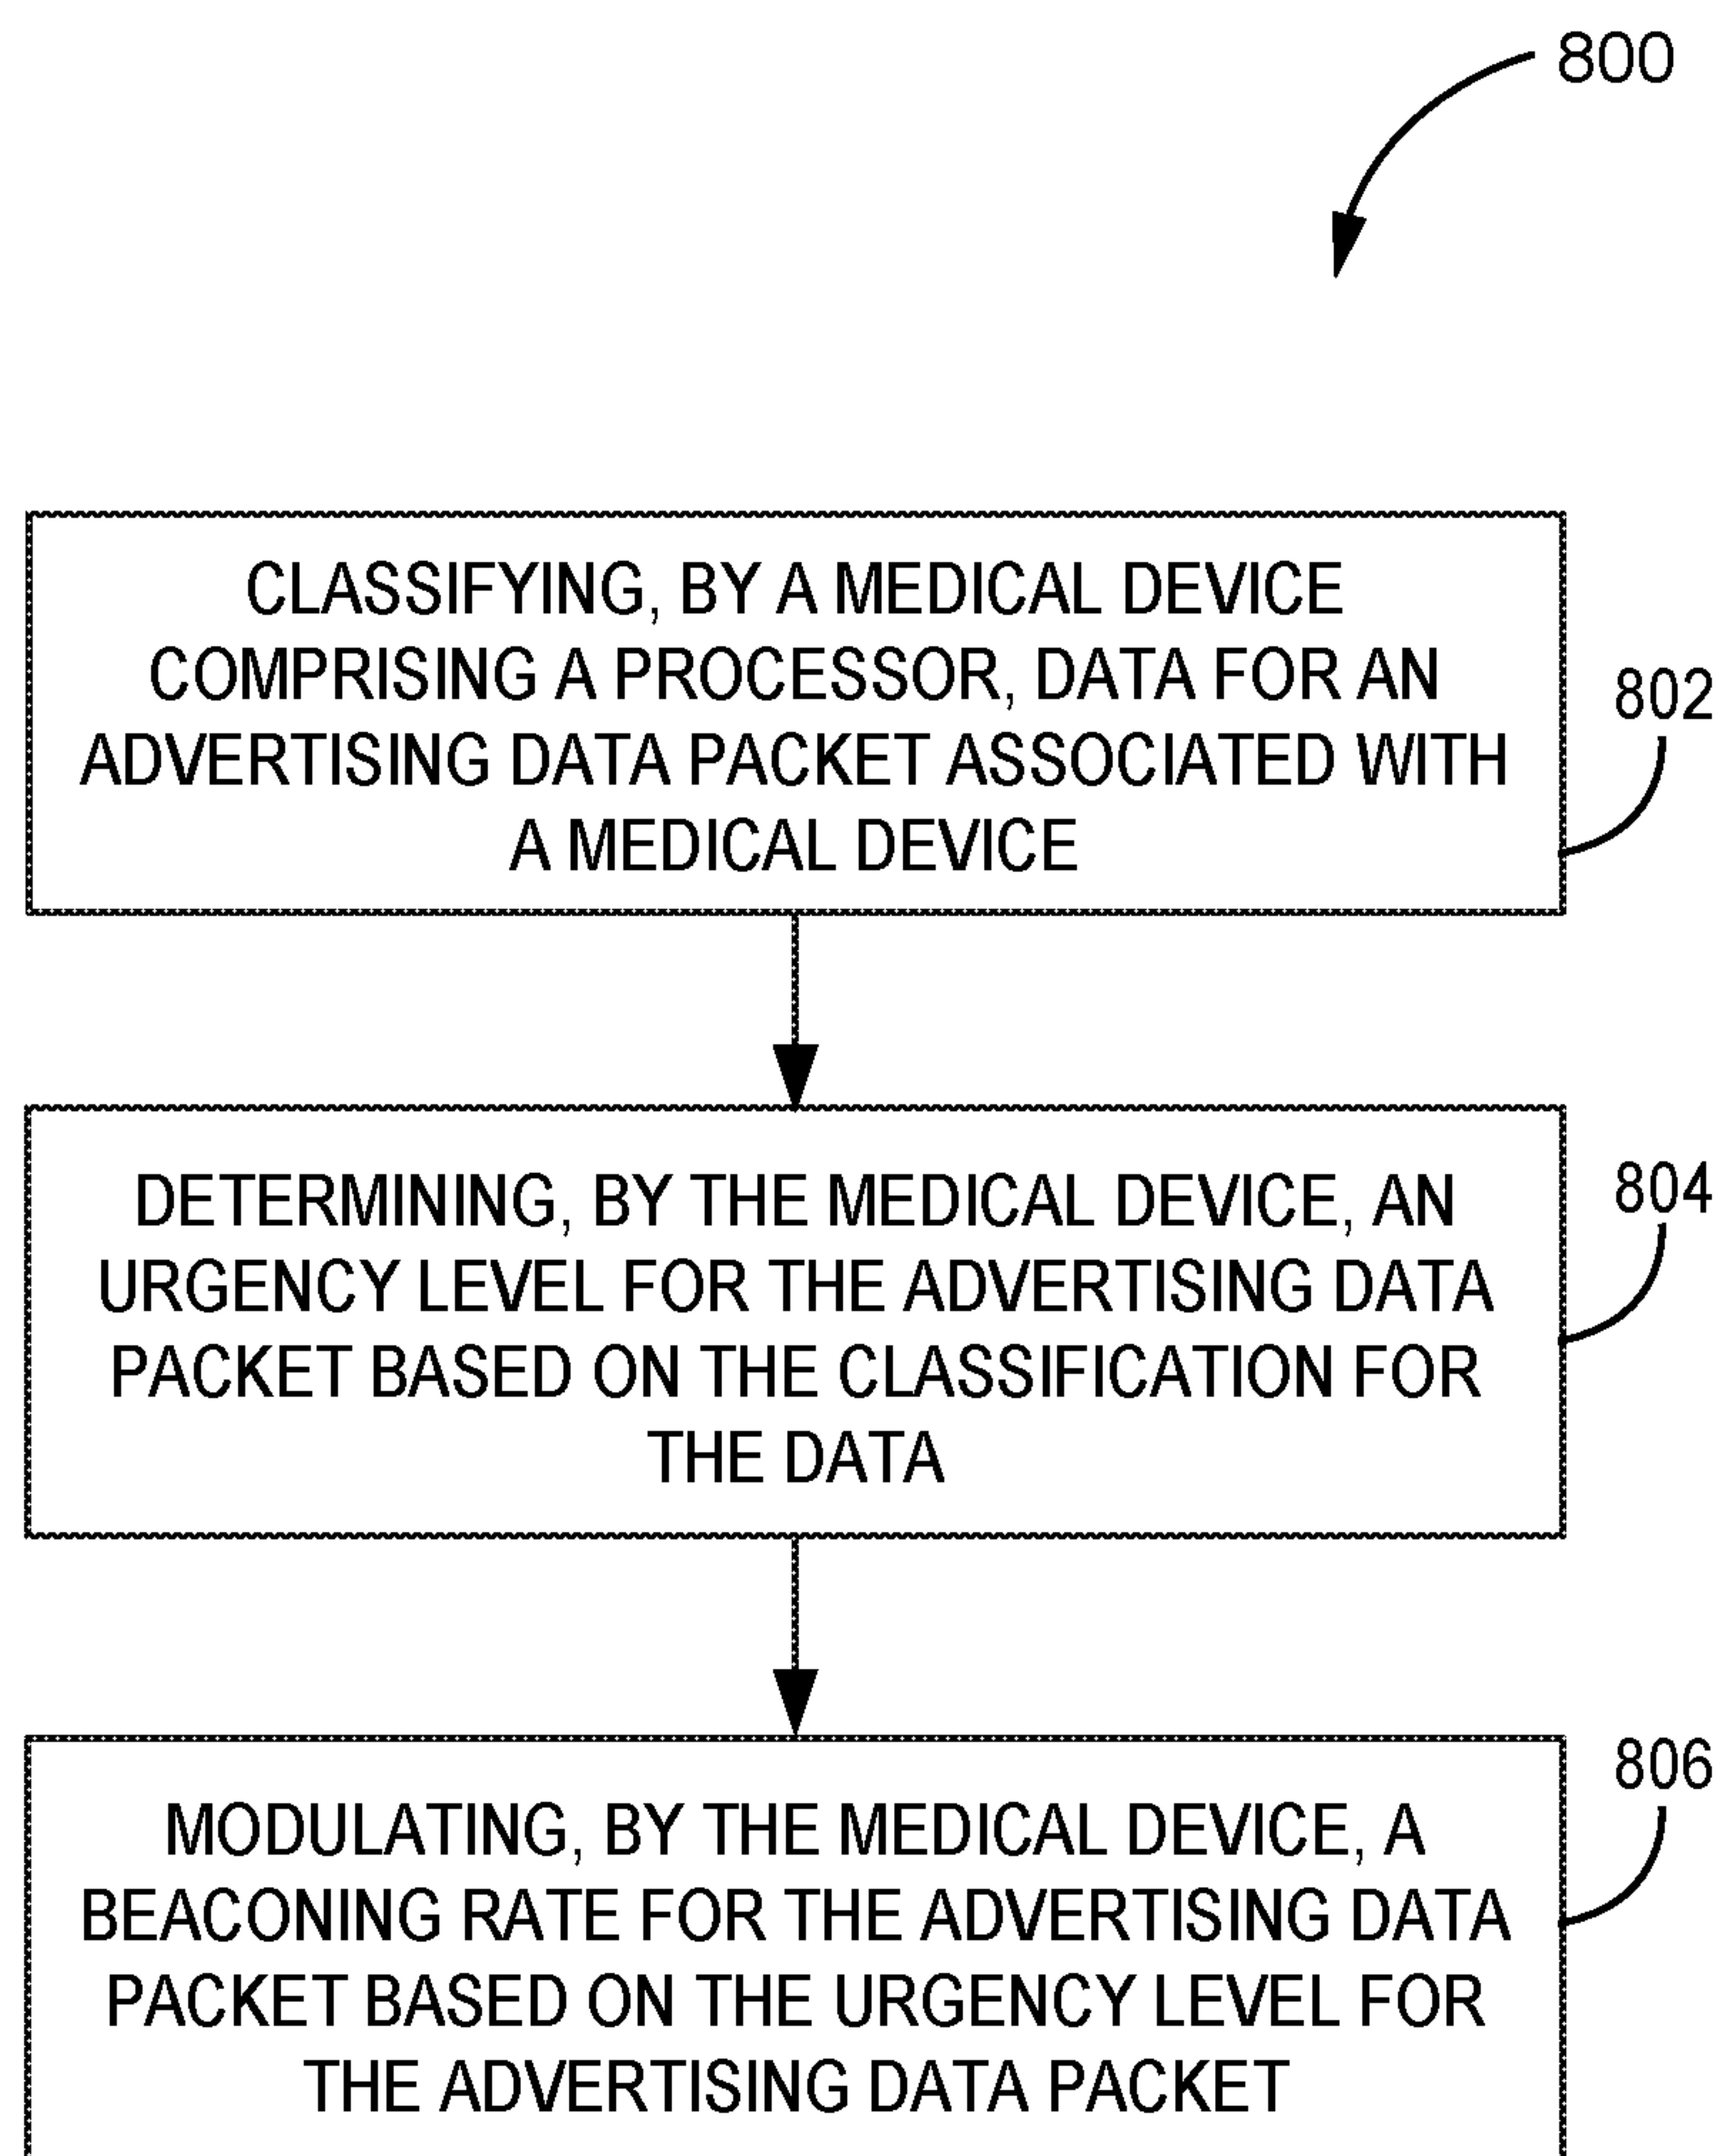 800
CLASSIFYING, BY A MEDICAL DEVICE
COMPRISING A PROCESSOR, DATA FOR AN
ADVERTISING DATA PACKET ASSOCIATED WITH
A MEDICAL DEVICE
802
DETERMINING, BY THE MEDICAL DEVICE, AN
URGENCY LEVEL FOR THE ADVERTISING DATA
PACKET BASED ON THE CLASSIFICATION FOR
THE DATA
804
MODULATING, BY THE MEDICAL DEVICE, A
BEACONING RATE FOR THE ADVERTISING DATA
PACKET BASED ON THE URGENCY LEVEL FOR
THE ADVERTISING DATA PACKET
806